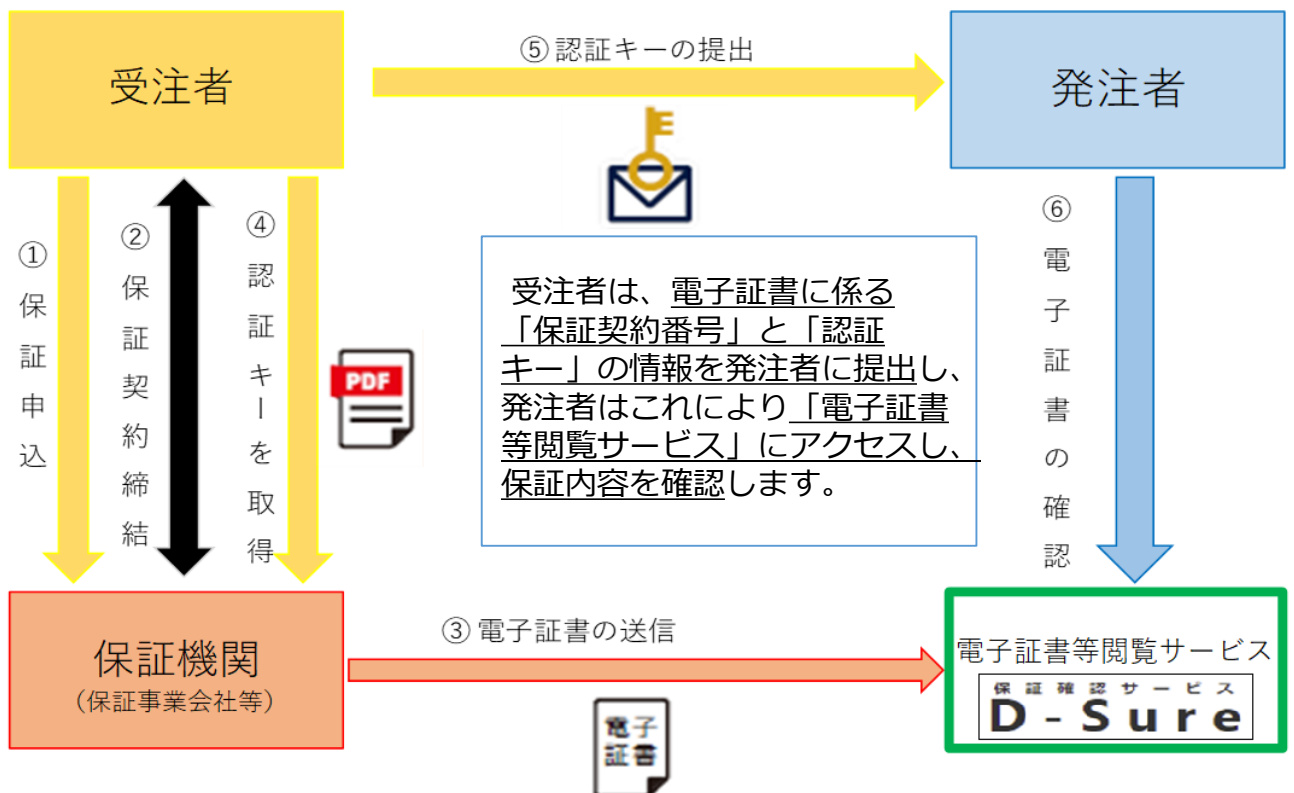 受注者
⑤認証キーの提出
発注者
①保証申込
②保証契約締結
④認証キーを取得
PDF
受注者は、電子証書に係る
「保証契約番号」と「認証
キー」の情報を発注者に提出し、
発注者はこれにより「電子証書
等閲覧サービス」にアクセスし、
保証内容を確認します。
⑥電子証書の確認
保証機関
（保証事業会社等）
③電子証書の送信
電子
証書
電子証書等閲覧サービス
保証確認サービス
D-Sure